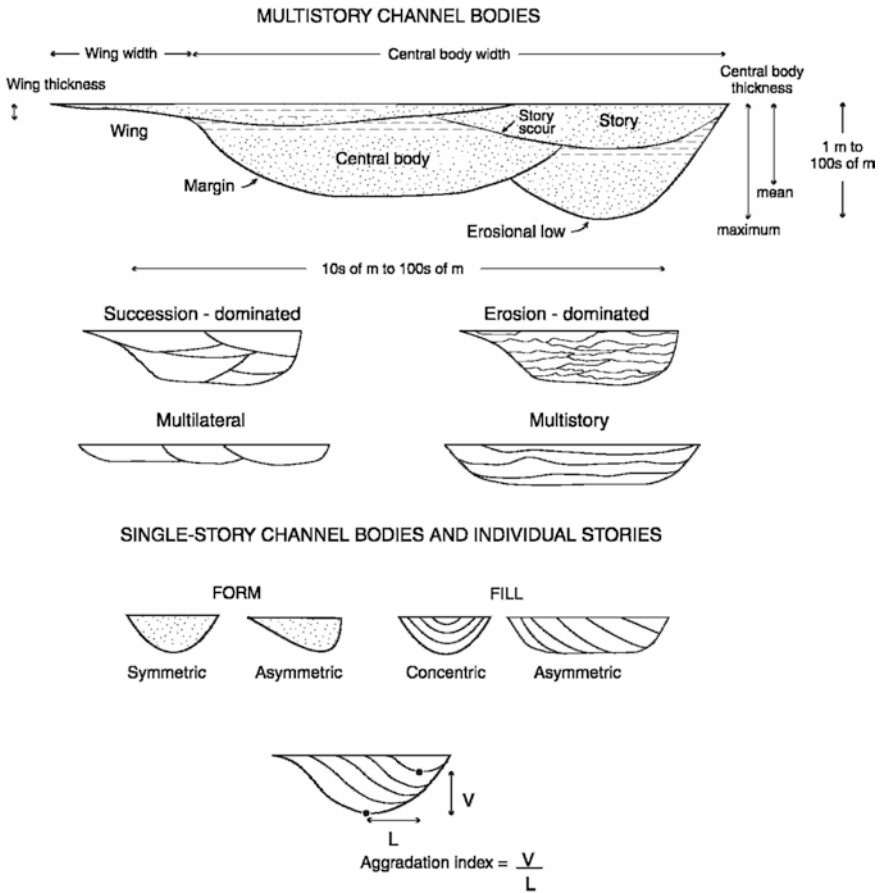 MULTISTORY CHANNEL BODIES
Wing width
Central body width
Wing thickness
Central body
thickness
Wing
Story
scour
Story
Central body
Margin
Erosional low
1 m to
100s of m
mean
maximum
10s of m to 100s of m
Succession - dominated
Erosion - dominated
Multilateral
Multistory
SINGLE-STORY CHANNEL BODIES AND INDIVIDUAL STORIES
FORM
FILL
Symmetric
Asymmetric
Concentric
Asymmetric
V
L
Aggradation index = V
L